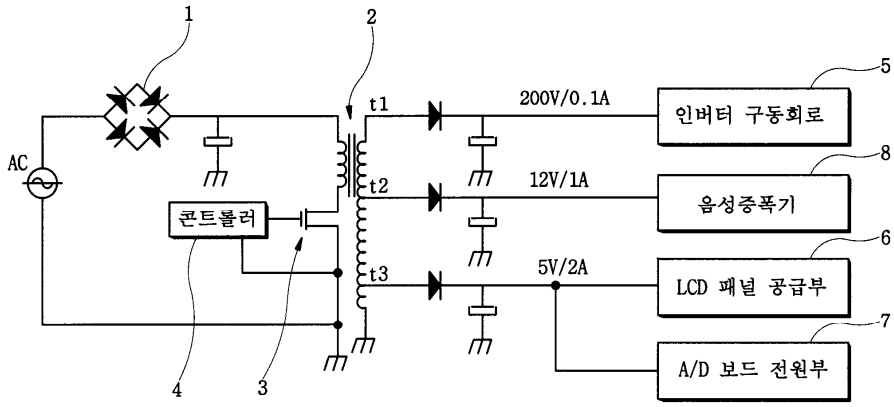 1
2
5
t1
200V/0.1A
인버터 구동회로
8
AC
t2
12V/1A
음성증폭기
콘트롤러
6
t3
5V/2A
LCD 패널 공급부
7
4
3
A/D 보드 전원부